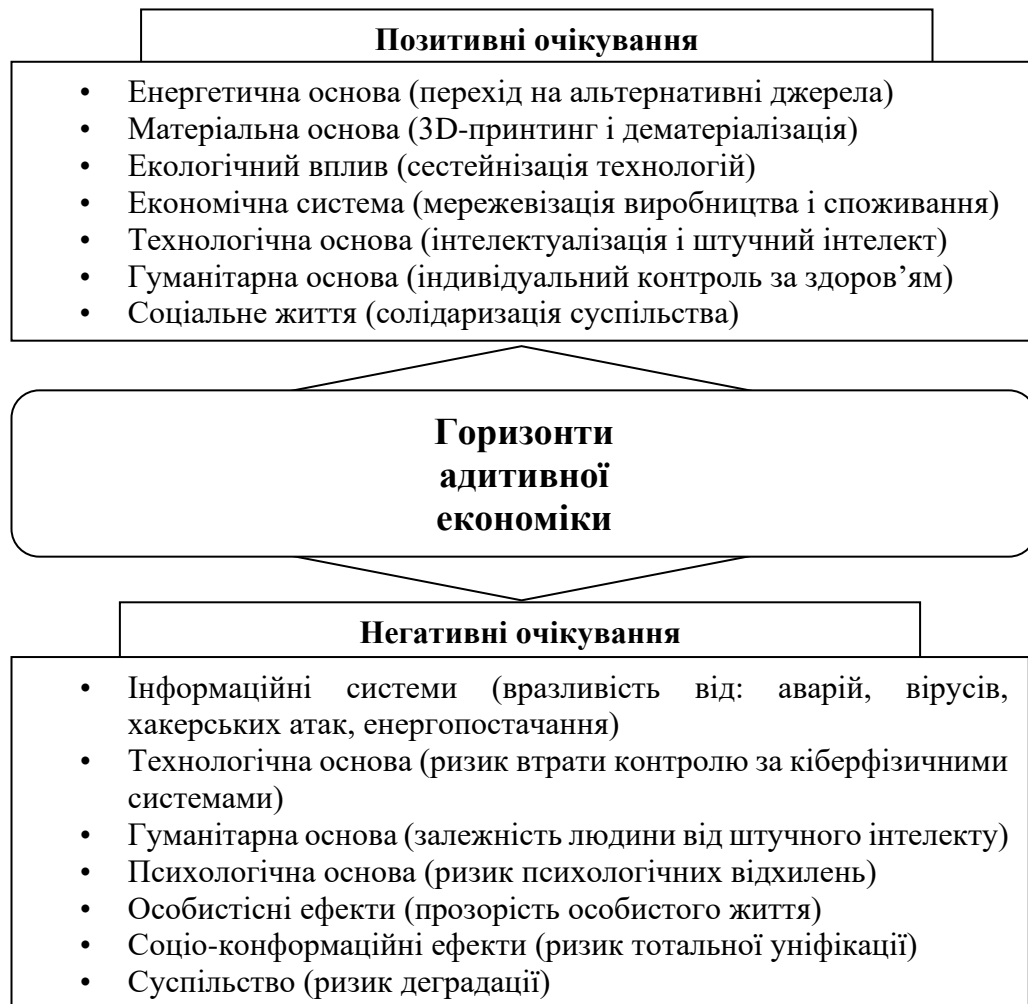 Позитивні очікування
• Енергетична основа (перехід на альтернативні джерела)
• Матеріальна основа (3D-принтинг і дематеріалізація)
• Екологічний вплив (сестейнізація технологій)
• Економічна система (мережевізація виробництва і споживання)
• Технологічна основа (інтелектуалізація і штучний інтелект)
• Гуманітарна основа (індивідуальний контроль за здоров’ям)
• Соціальне життя (солідаризація суспільства)
Горизонти
адитивної
економіки
Негативні очікування
• Інформаційні системи (вразливість від: аварій, вірусів,
хакерських атак, енергопостачання)
• Технологічна основа (ризик втрати контролю за кіберфізичними
системами)
• Гуманітарна основа (залежність людини від штучного інтелекту)
• Психологічна основа (ризик психологічних відхилень)
• Особистісні ефекти (прозорість особистого життя)
• Соціо-конформаційні ефекти (ризик тотальної уніфікації)
• Суспільство (ризик деградації)